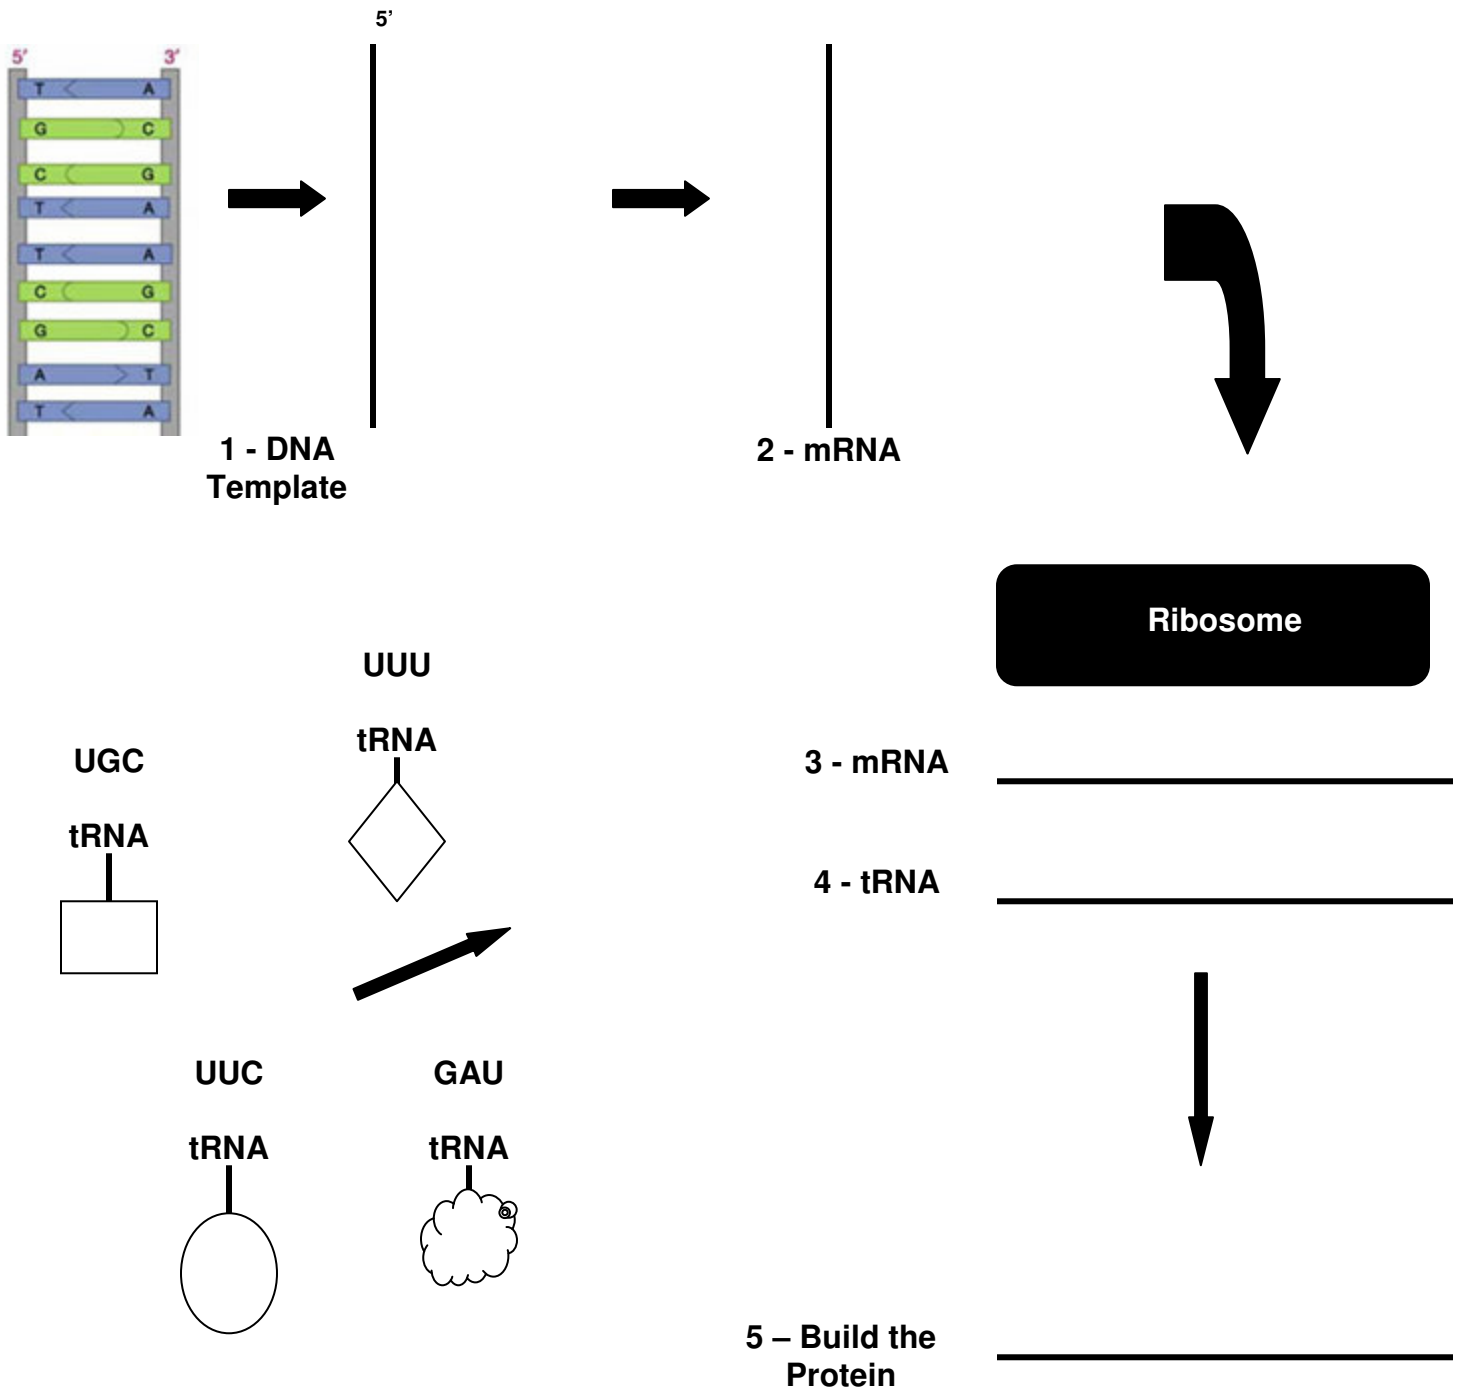 5'
5' 3'
T A
G C
C G
T A
T A
C G
G C
A T
T A
1 - DNA
Template
2 - mRNA
Ribosome
UUU
tRNA
UGC
tRNA
3 - mRNA
4 - tRNA
UUC
tRNA
GAU
tRNA
5 – Build the
Protein